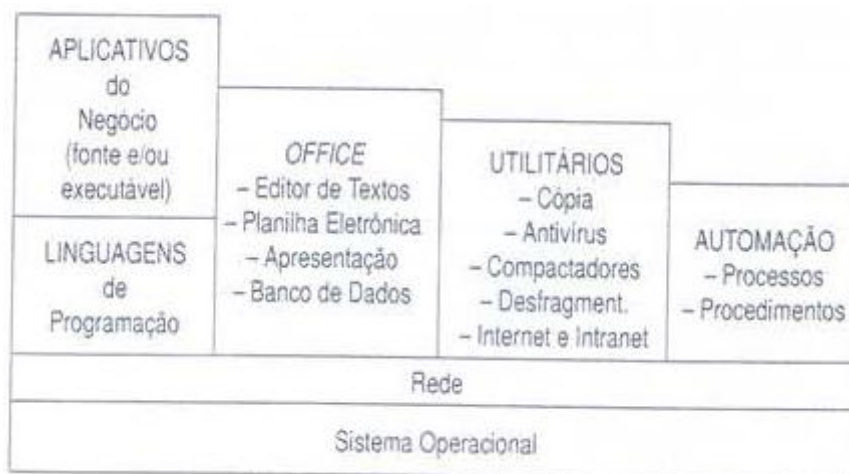 APLICATIVOS
do
Negócio
(fonte e/ou
executável)
LINGUAGENS
de
Programação
OFFICE
– Editor de Textos
– Planilha Eletrônica
– Apresentação
– Banco de Dados
UTILITÁRIOS
– Cópia
– Antivírus
– Compactadores
– Desfragment.
– Internet e Intranet
AUTOMAÇÃO
– Processos
– Procedimentos
Rede
Sistema Operacional